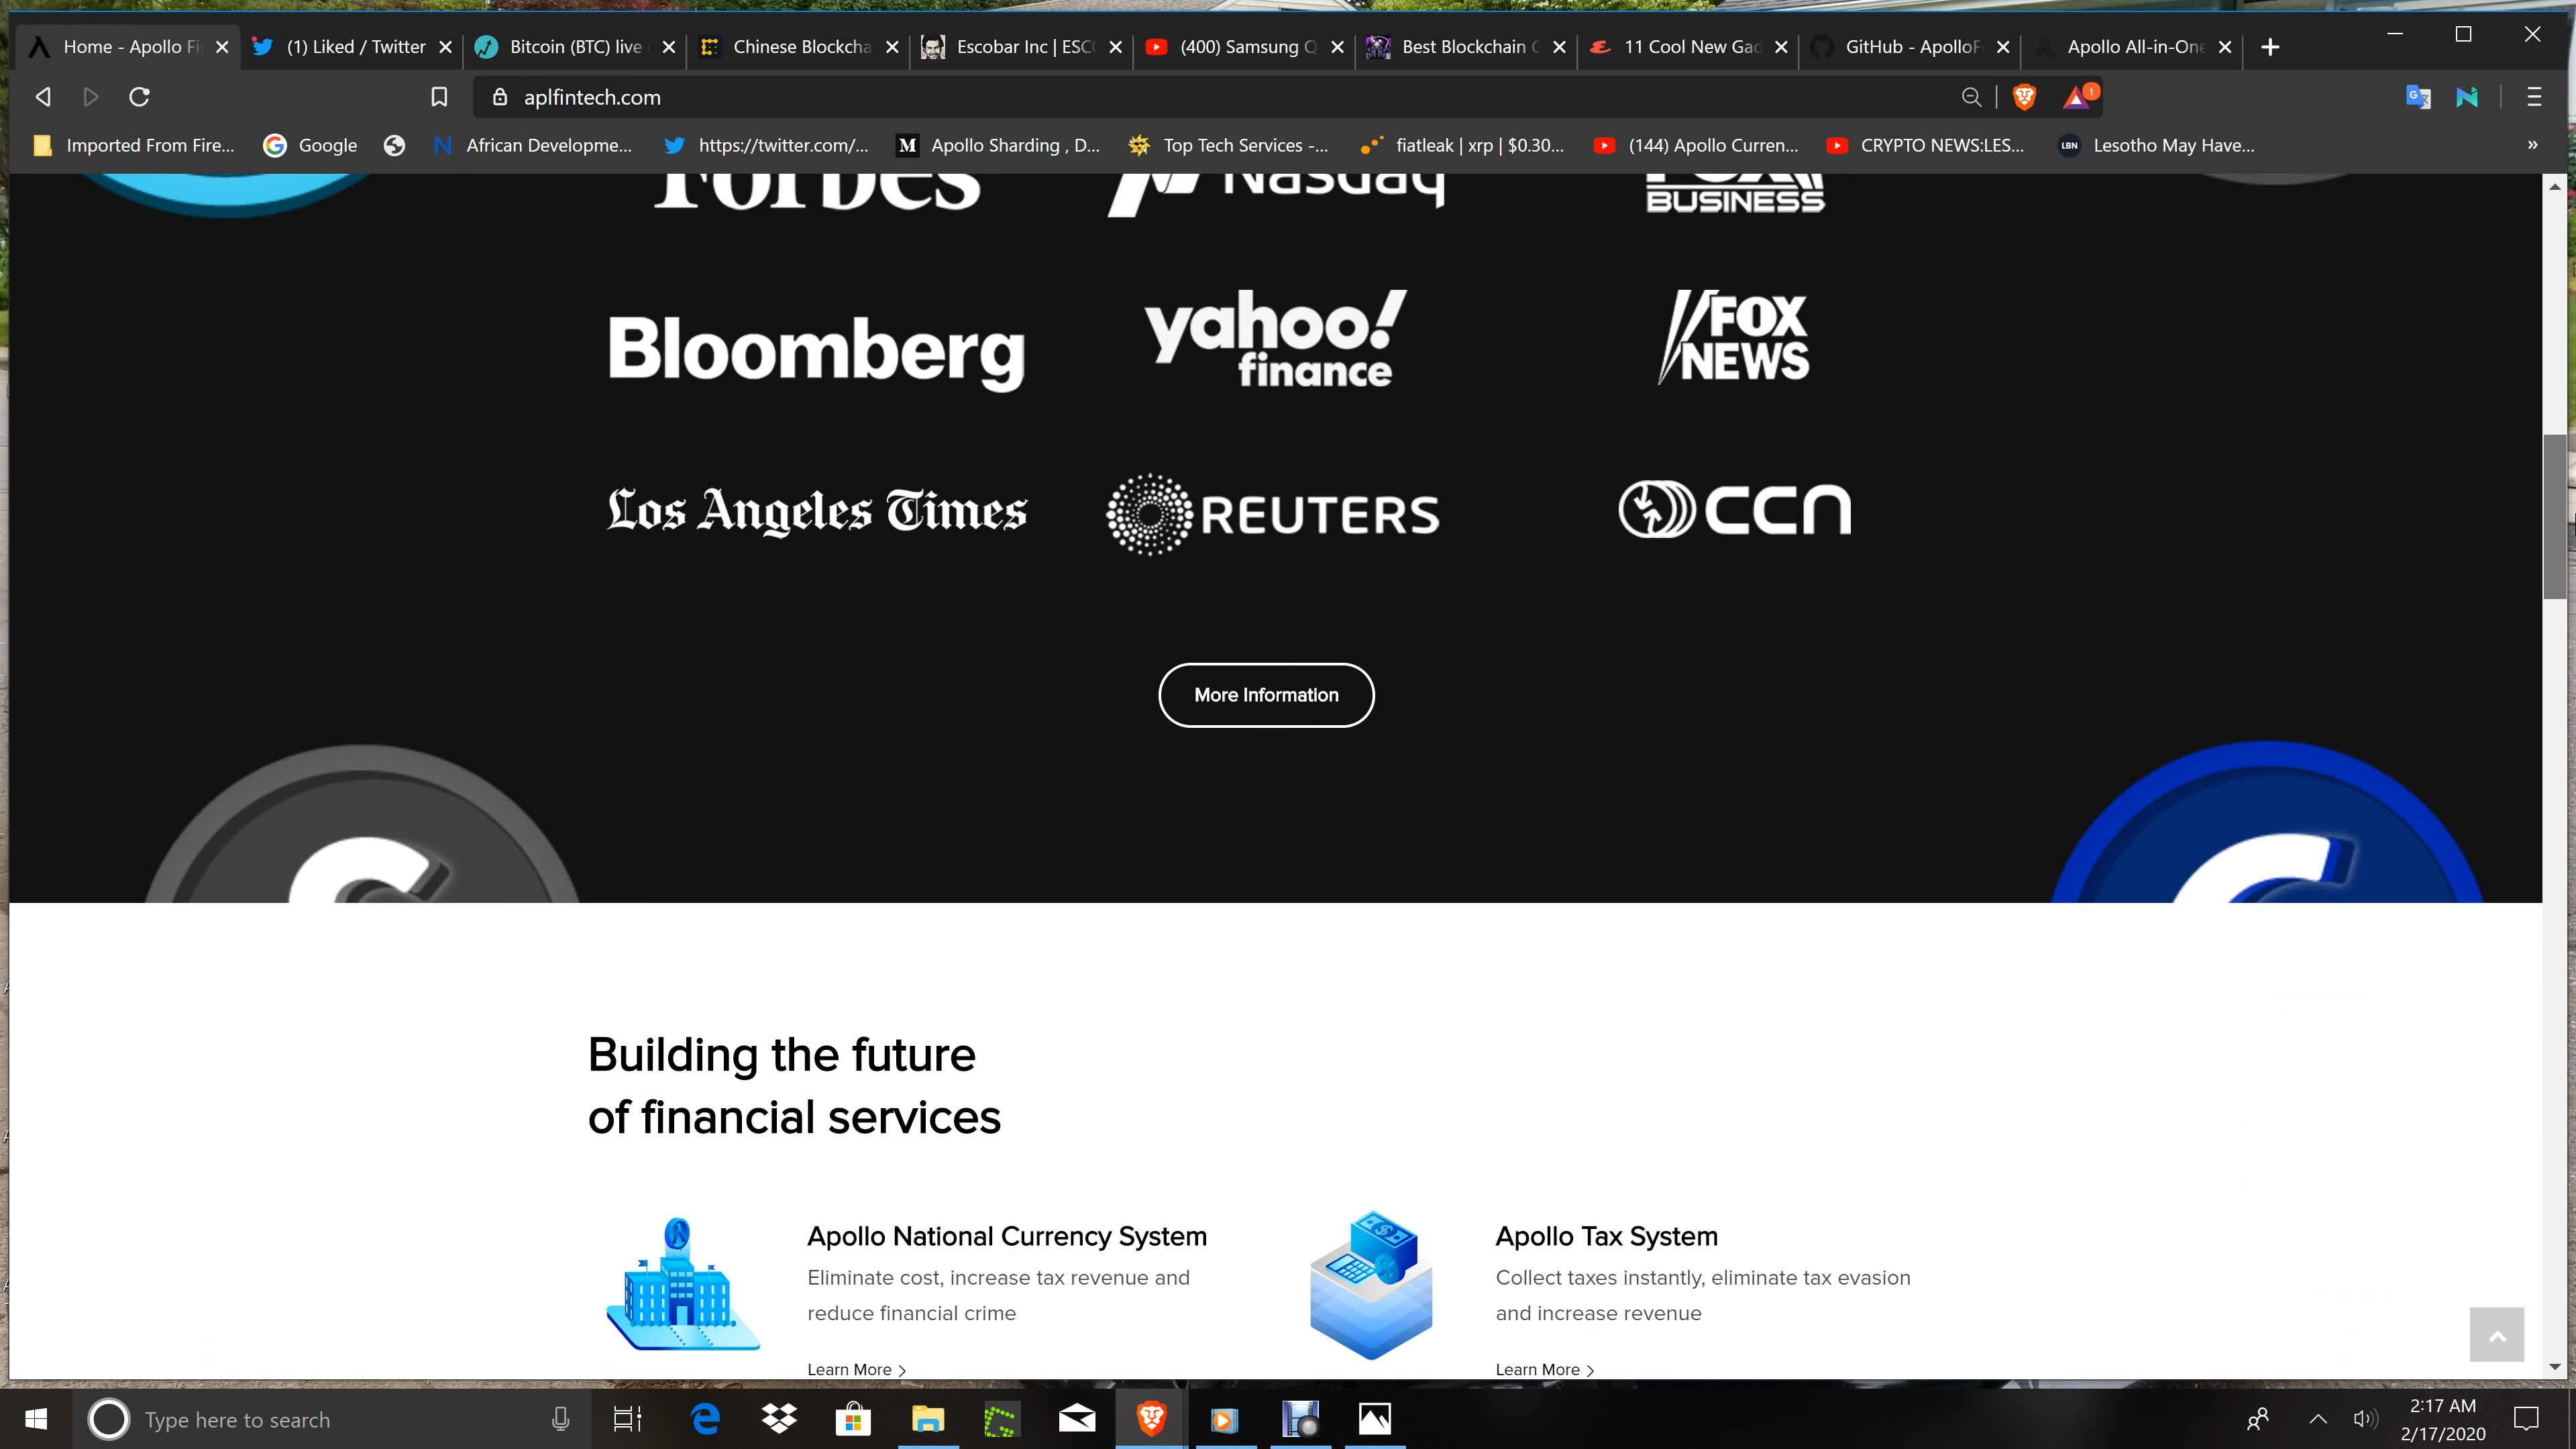 Home - Apollo Fi
(1) Liked / Twitter
Bitcoin (BTC) live
Chinese Blockcha
Escobar Inc | ESC
(400) Samsung Q
Best Blockchain
11 Cool New Gad
GitHub - ApolloF
Apollo All-in-One
aplfintech.com
1
Imported From Fire...
Google
African Developme...
https://twitter.com/...
Apollo Sharding , D...
Top Tech Services -...
fiatleak | xrp | $0.30...
(144) Apollo Curren...
CRYPTO NEWS:LES...
LBN
Lesotho May Have...
Forbes
Nasdaq
FOX BUSINESS
Bloomberg
yahoo! finance
FOX NEWS
Los Angeles Times
REUTERS
CCN
More Information
Building the future
of financial services
Apollo National Currency System
Eliminate cost, increase tax revenue and
reduce financial crime
Learn More >
Apollo Tax System
Collect taxes instantly, eliminate tax evasion
and increase revenue
Learn More >
Type here to search
2:17 AM
2/17/2020